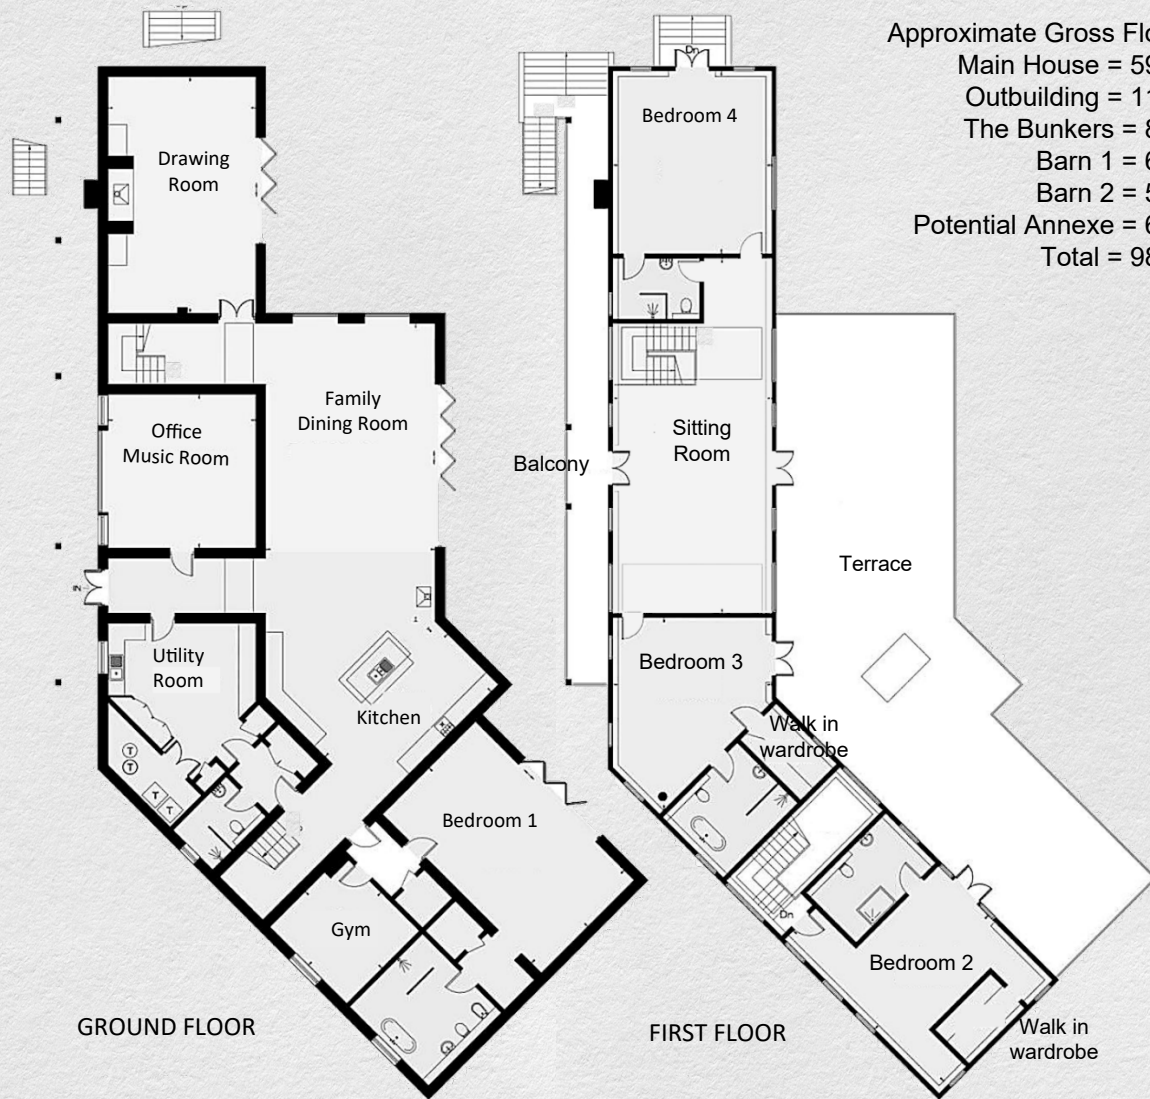 Approximate Gross Flo
Main House = 59
Outbuilding = 11
The Bunkers = 8
Barn 1 = 6
Barn 2 = 5
Potential Annexe = 6
Total = 98
Drawing
Room
Family
Dining Room
Office
Music Room
Utility
Room
Kitchen
T
T
T
T
Bedroom 1
Gym
GROUND FLOOR
Dn
Bedroom 4
Sitting
Room
Balcony
Terrace
Bedroom 3
Walk in
wardrobe
Dn
Bedroom 2
Walk in
wardrobe
FIRST FLOOR